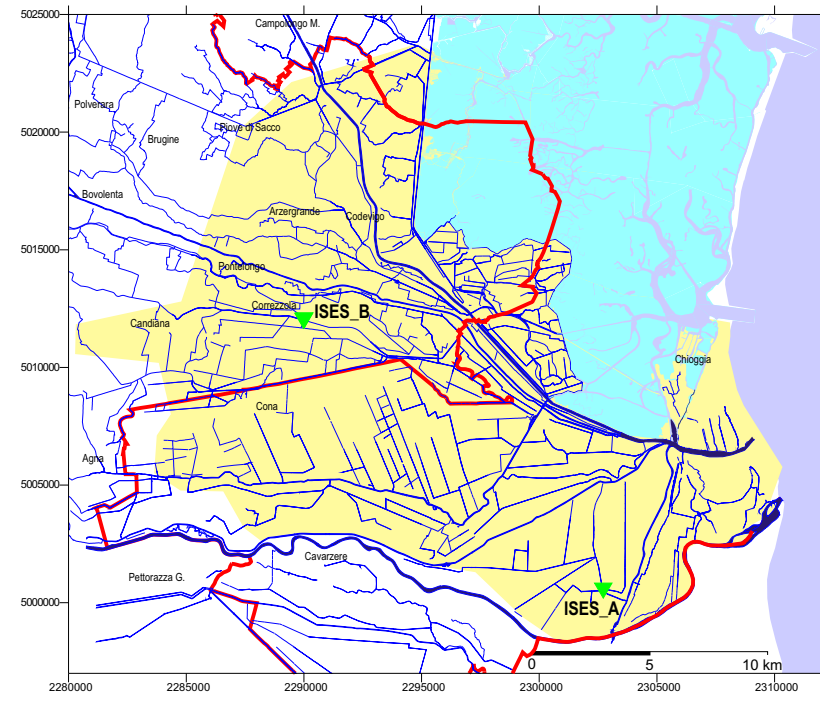 5025000
Campolongo M.
Polverara
5020000
Piove di Sacco
Brugine
Bovolenta
Arzergrande
Codevigo
5015000
Pontelongo
Correzzola
ISES_B
Candiana
5010000
Chioggia
Cona
Agna
5005000
Cavarzere
Pettorazza G.
5000000
ISES_A
0 5 10 km
2280000 2285000 2290000 2295000 2300000 2305000 2310000